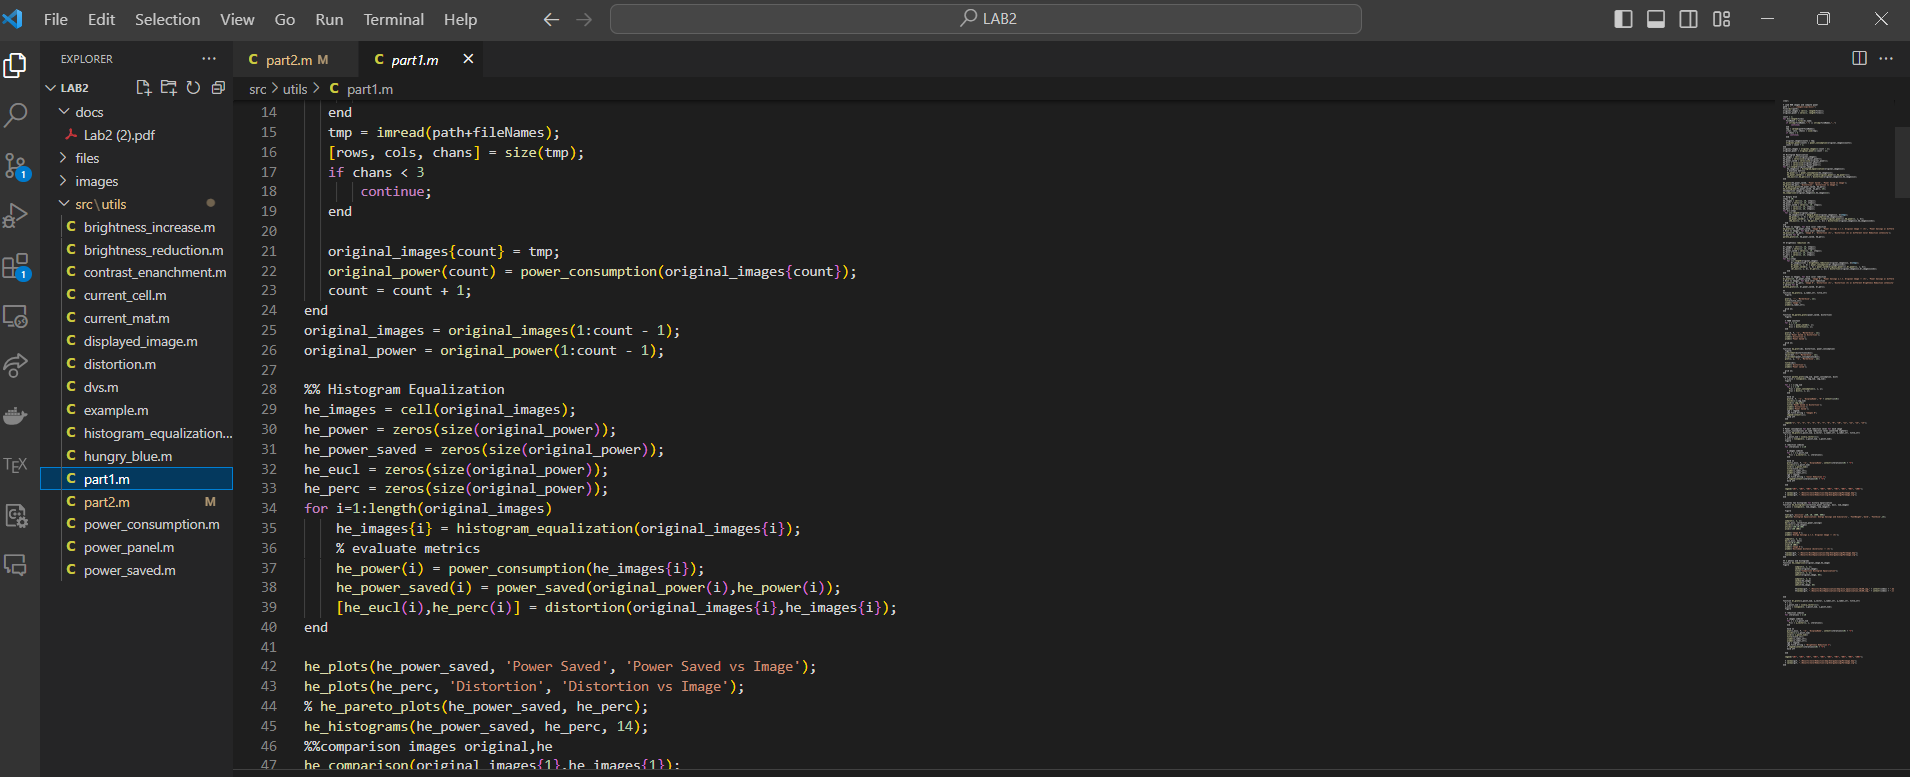 File Edit Selection View Go Run Terminal Help LAB2
EXPLORER
LAB2
docs
Lab2 (2).pdf
files
images
src\utils
brightness_increase.m
brightness_reduction.m
contrast_enanchment.m
current_cell.m
current_mat.m
displayed_image.m
distortion.m
dvs.m
example.m
histogram_equalization...
hungry_blue.m
part1.m
part2.m M
power_consumption.m
power_panel.m
power_saved.m
1
1
TEX
C part2.m M C part1.m
src > utils > C part1.m
14 end
15 tmp = imread(path+fileNames);
16 [rows, cols, chans] = size(tmp);
17 if chans < 3
18 continue;
19 end
20
21 original_images{count} = tmp;
22 original_power(count) = power_consumption(original_images{count});
23 count = count + 1;
24 end
25 original_images = original_images(1:count - 1);
26 original_power = original_power(1:count - 1);
27
28 %% Histogram Equalization
29 he_images = cell(original_images);
30 he_power = zeros(size(original_power));
31 he_power_saved = zeros(size(original_power));
32 he_eucl = zeros(size(original_power));
33 he_perc = zeros(size(original_power));
34 for i=1:length(original_images)
35 he_images{i} = histogram_equalization(original_images{i});
36 % evaluate metrics
37 he_power(i) = power_consumption(he_images{i});
38 he_power_saved(i) = power_saved(original_power(i),he_power(i));
39 [he_eucl(i),he_perc(i)] = distortion(original_images{i},he_images{i});
40 end
41
42 he_plots(he_power_saved, 'Power Saved', 'Power Saved vs Image');
43 he_plots(he_perc, 'Distortion', 'Distortion vs Image');
44 % he_pareto_plots(he_power_saved, he_perc);
45 he_histograms(he_power_saved, he_perc, 14);
46 %%comparison images original,he
47 he_comparison(original_images{1},he_images{1});